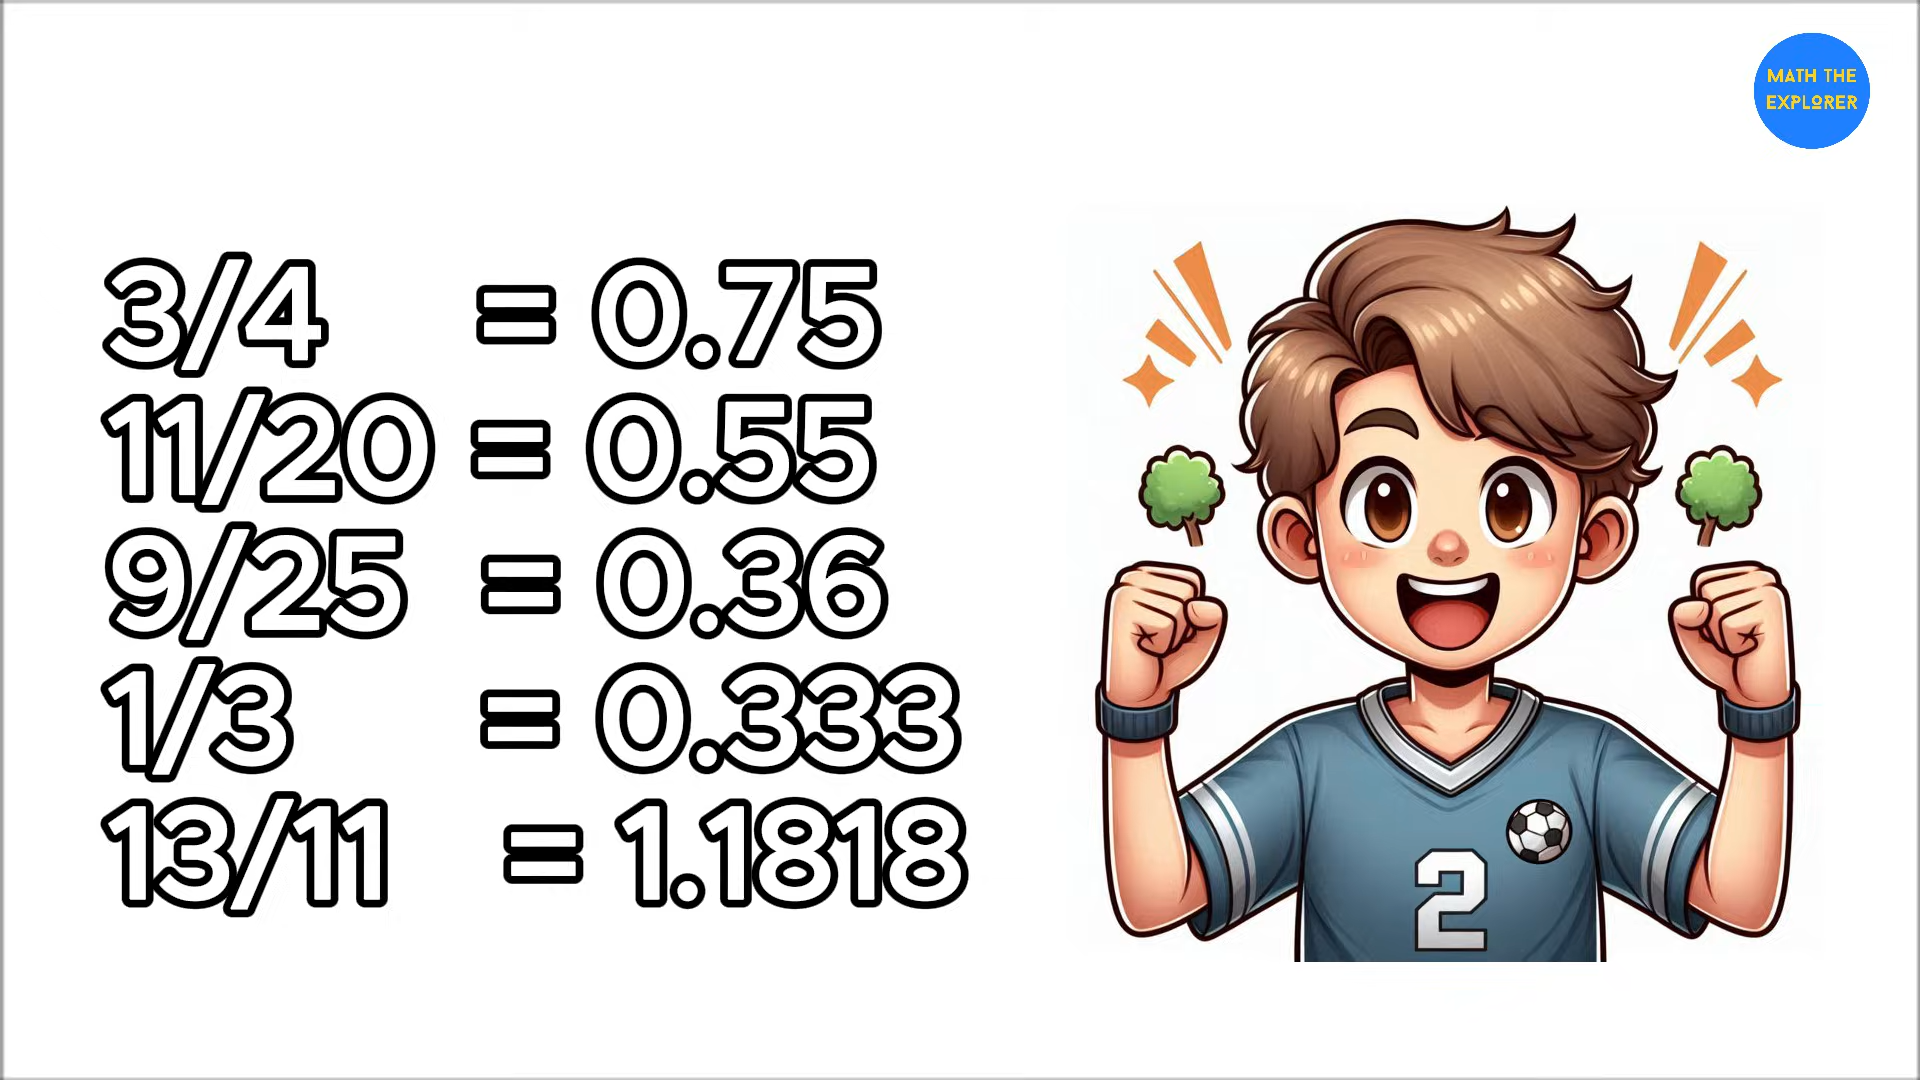 MATH THE
EXPLORER
3/4 = 0.75
11/20 = 0.55
9/25 = 0.36
1/3 = 0.333
13/11 = 1.1818
2